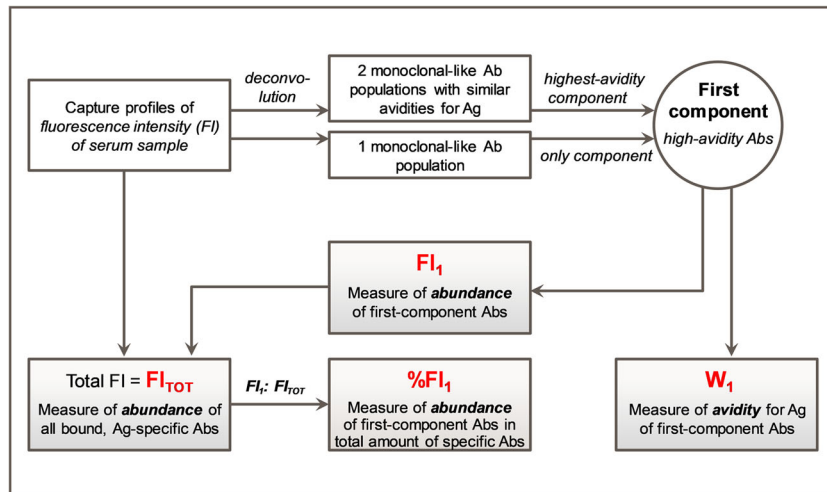 Capture profiles of
fluorescence intensity (FI)
of serum sample
deconvo-
lution
2 monoclonal-like Ab
populations with similar
avidities for Ag
highest-avidity
component
1 monoclonal-like Ab
population
only component
First
component
high-avidity Abs
FI₁
Measure of abundance
of first-component Abs
Total FI = FI_TOT
Measure of abundance of
all bound, Ag-specific Abs
FI₁: FI_TOT
%FI₁
Measure of abundance
of first-component Abs in
total amount of specific Abs
W₁
Measure of avidity for Ag
of first-component Abs